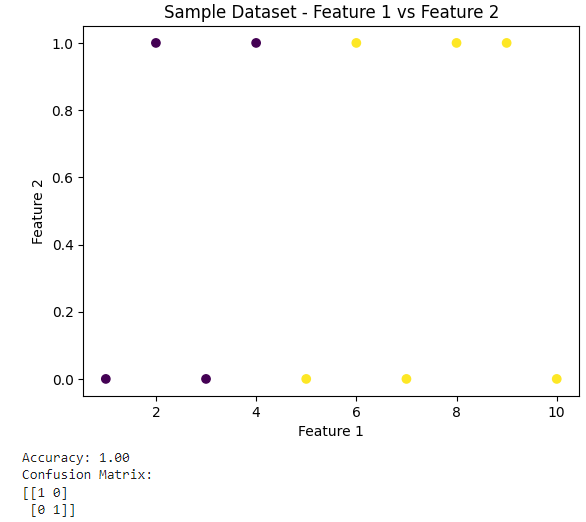 Sample Dataset - Feature 1 vs Feature 2
1.0
0.8
0.6
0.4
0.2
0.0
Feature 2
2 4 6 8 10
Feature 1
Accuracy: 1.00
Confusion Matrix:
[[1 0]
 [0 1]]